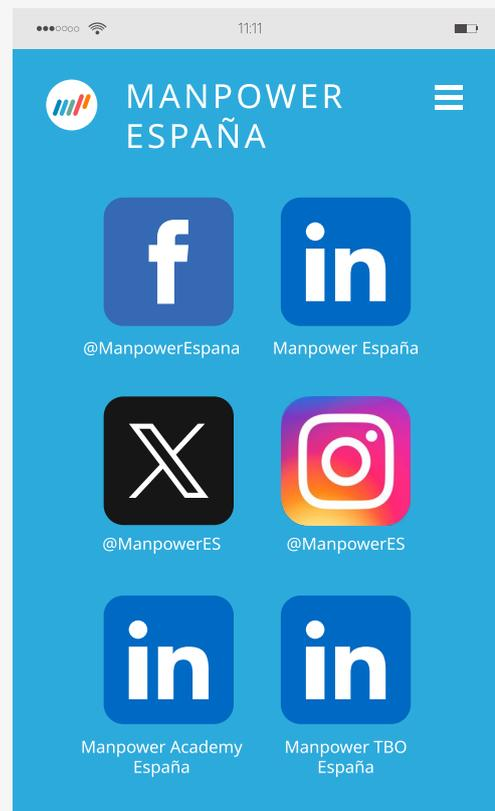 11:11
MANPOWER
ESPAÑA
@ManpowerEspana
Manpower España
@ManpowerES
@ManpowerES
Manpower Academy
España
Manpower TBO
España